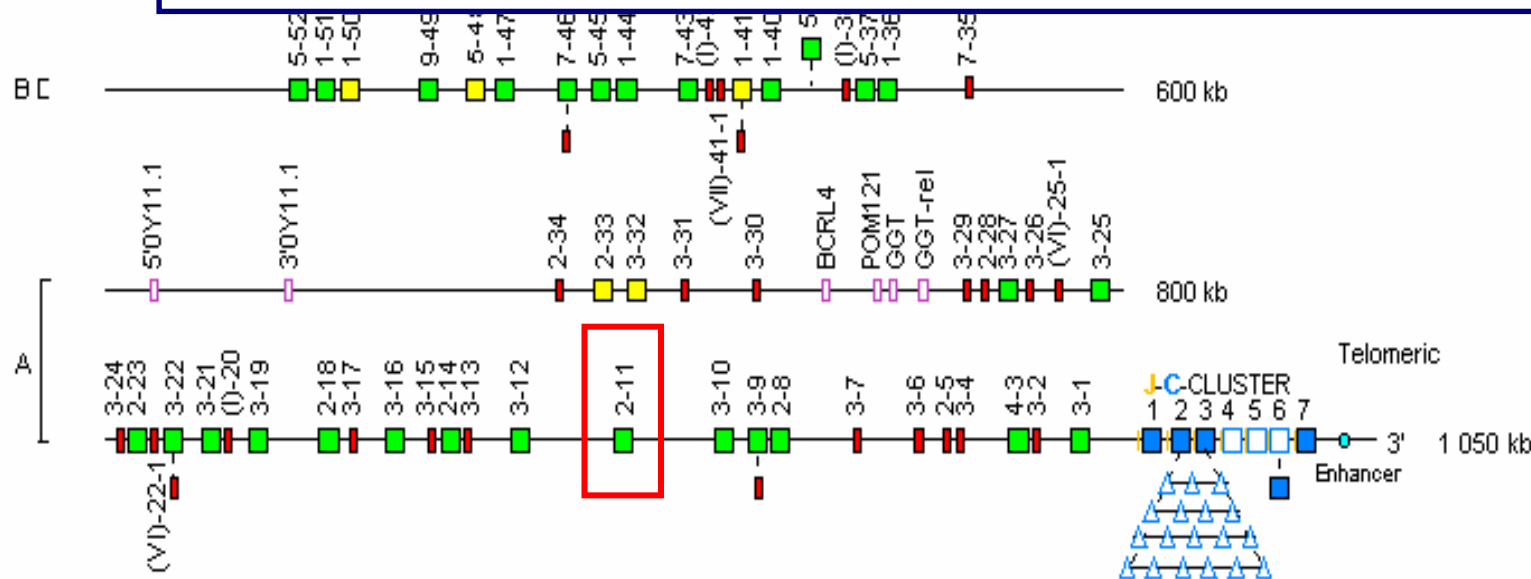 5-52 1-51 1-50 9-49 1-47 7-46 5-45 1-44 7-43 1-41 1-40 5-37 1-36 7-35
B
600 kb
(VII)-41-1
5'0Y11.1 3'0Y11.1 2-34 2-33 3-32 3-31 3-30 BCRL4 POM121 GGT GGT-rel 3-29 2-28 3-27 3-26 (VI)-25-1 3-25
800 kb
A
Telomeric
3-24 2-23 3-22 3-21 (I)-20 3-19 2-18 3-17 3-16 3-15 2-14 3-13 3-12 2-11 3-10 3-9 2-8 3-7 3-6 2-5 3-4 4-3 3-2 3-1
J-C-CLUSTER
1 2 3 4 5 6 7
3' 1 050 kb
Enhancer
(VI)-22-1